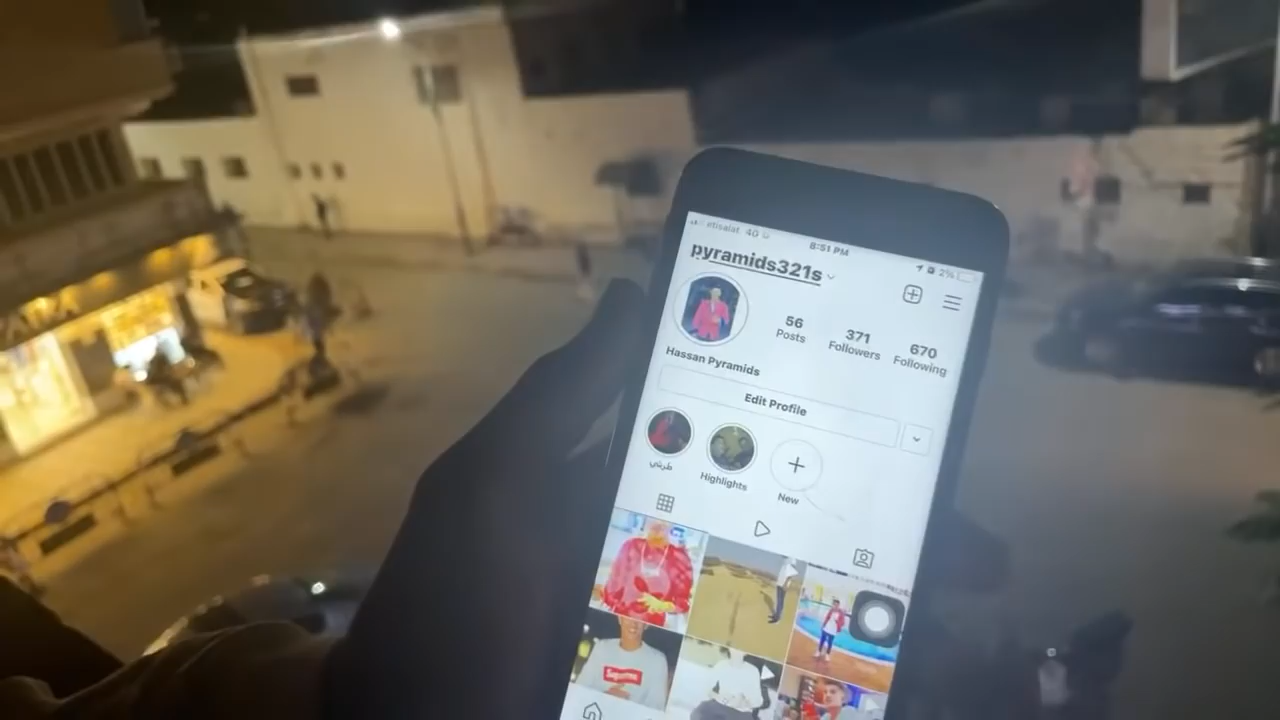 etisalat 4G
8:51 PM
2%
pyramids321s
56
Posts
371
Followers
670
Following
Hassan Pyramids
Edit Profile
Highlights
New
Supreme